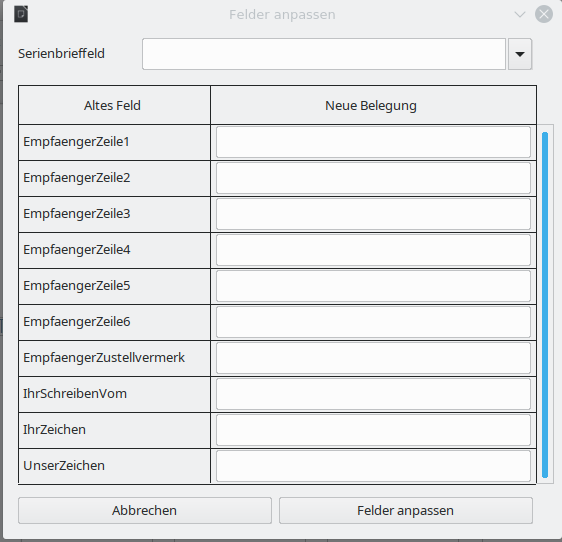 Felder anpassen
Serienbrieffeld
Altes Feld Neue Belegung
EmpfaengerZeile1
EmpfaengerZeile2
EmpfaengerZeile3
EmpfaengerZeile4
EmpfaengerZeile5
EmpfaengerZeile6
EmpfaengerZustellvermerk
IhrSchreibenVom
IhrZeichen
UnserZeichen
Abbrechen Felder anpassen